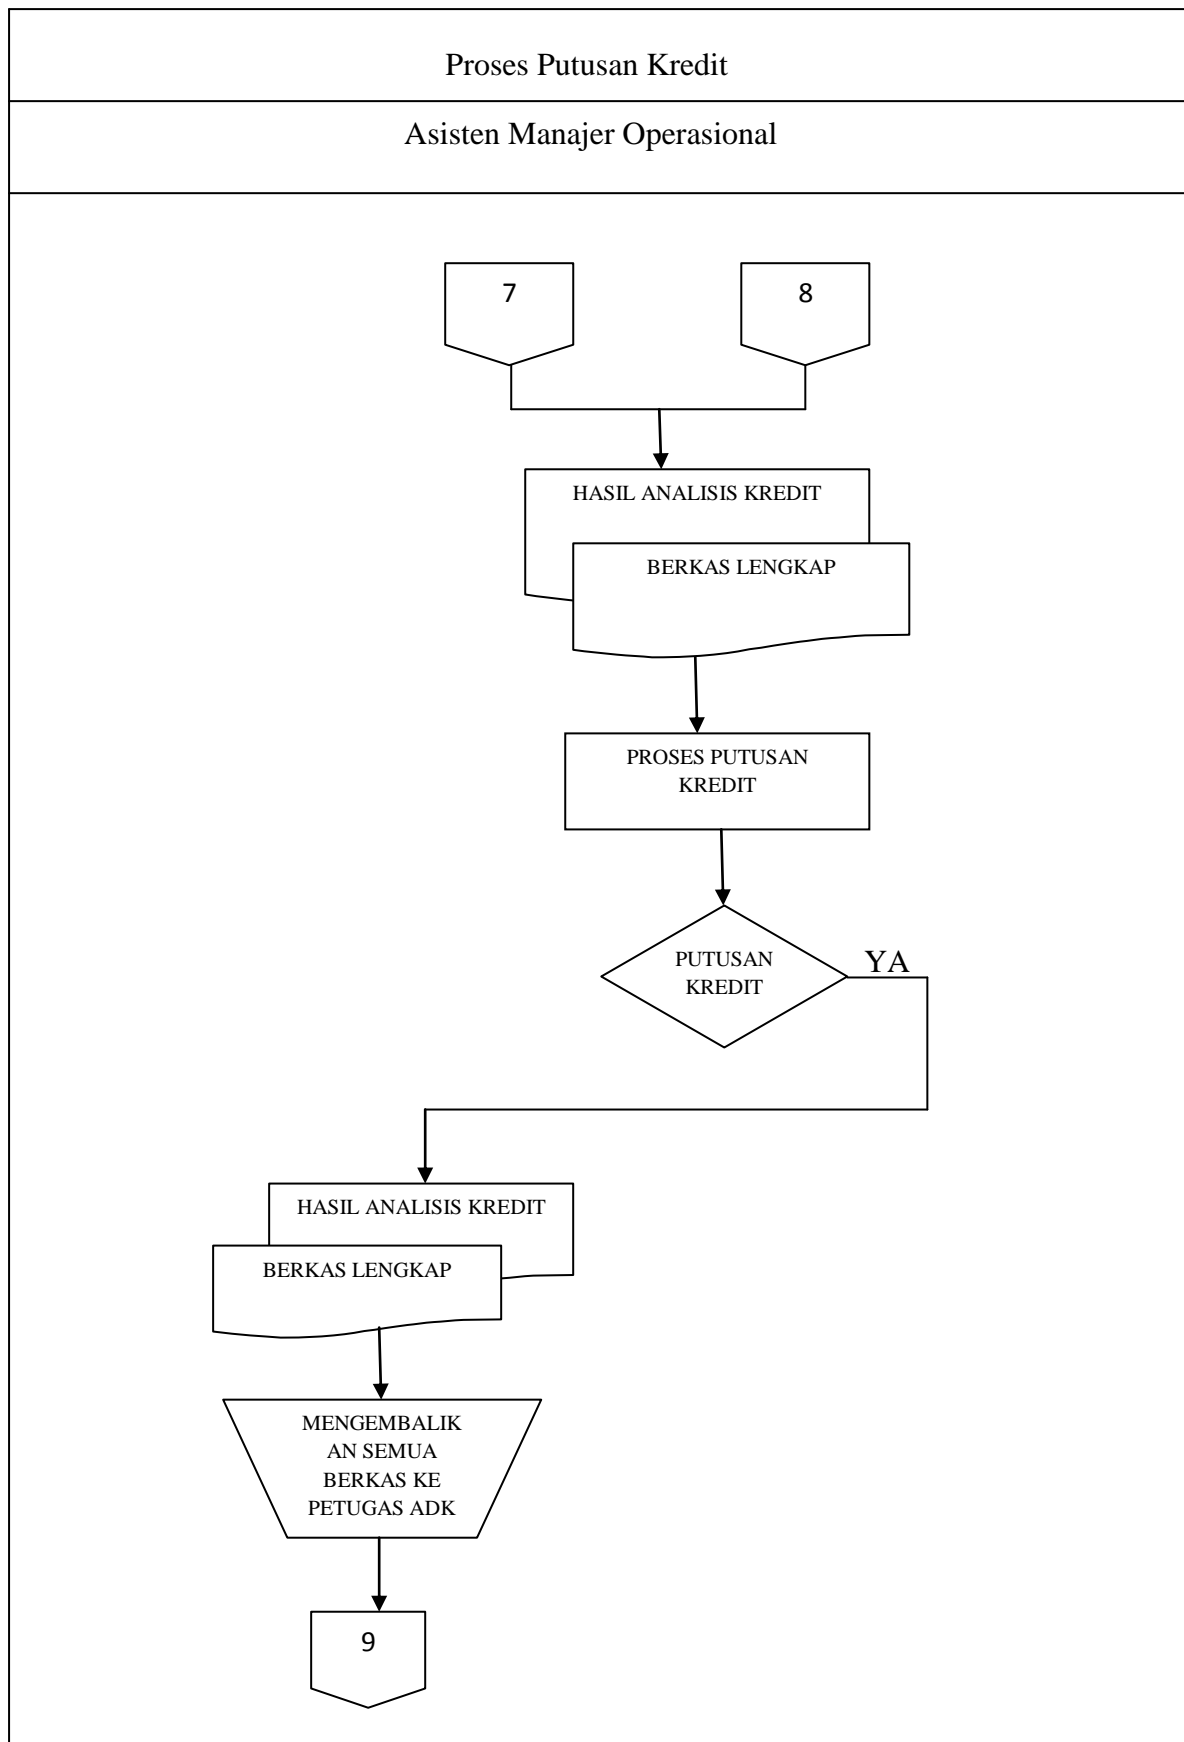 Proses Putusan Kredit
Asisten Manajer Operasional
7
8
HASIL ANALISIS KREDIT
BERKAS LENGKAP
PROSES PUTUSAN
KREDIT
PUTUSAN
KREDIT
YA
HASIL ANALISIS KREDIT
BERKAS LENGKAP
MENGEMBALIK
AN SEMUA
BERKAS KE
PETUGAS ADK
9